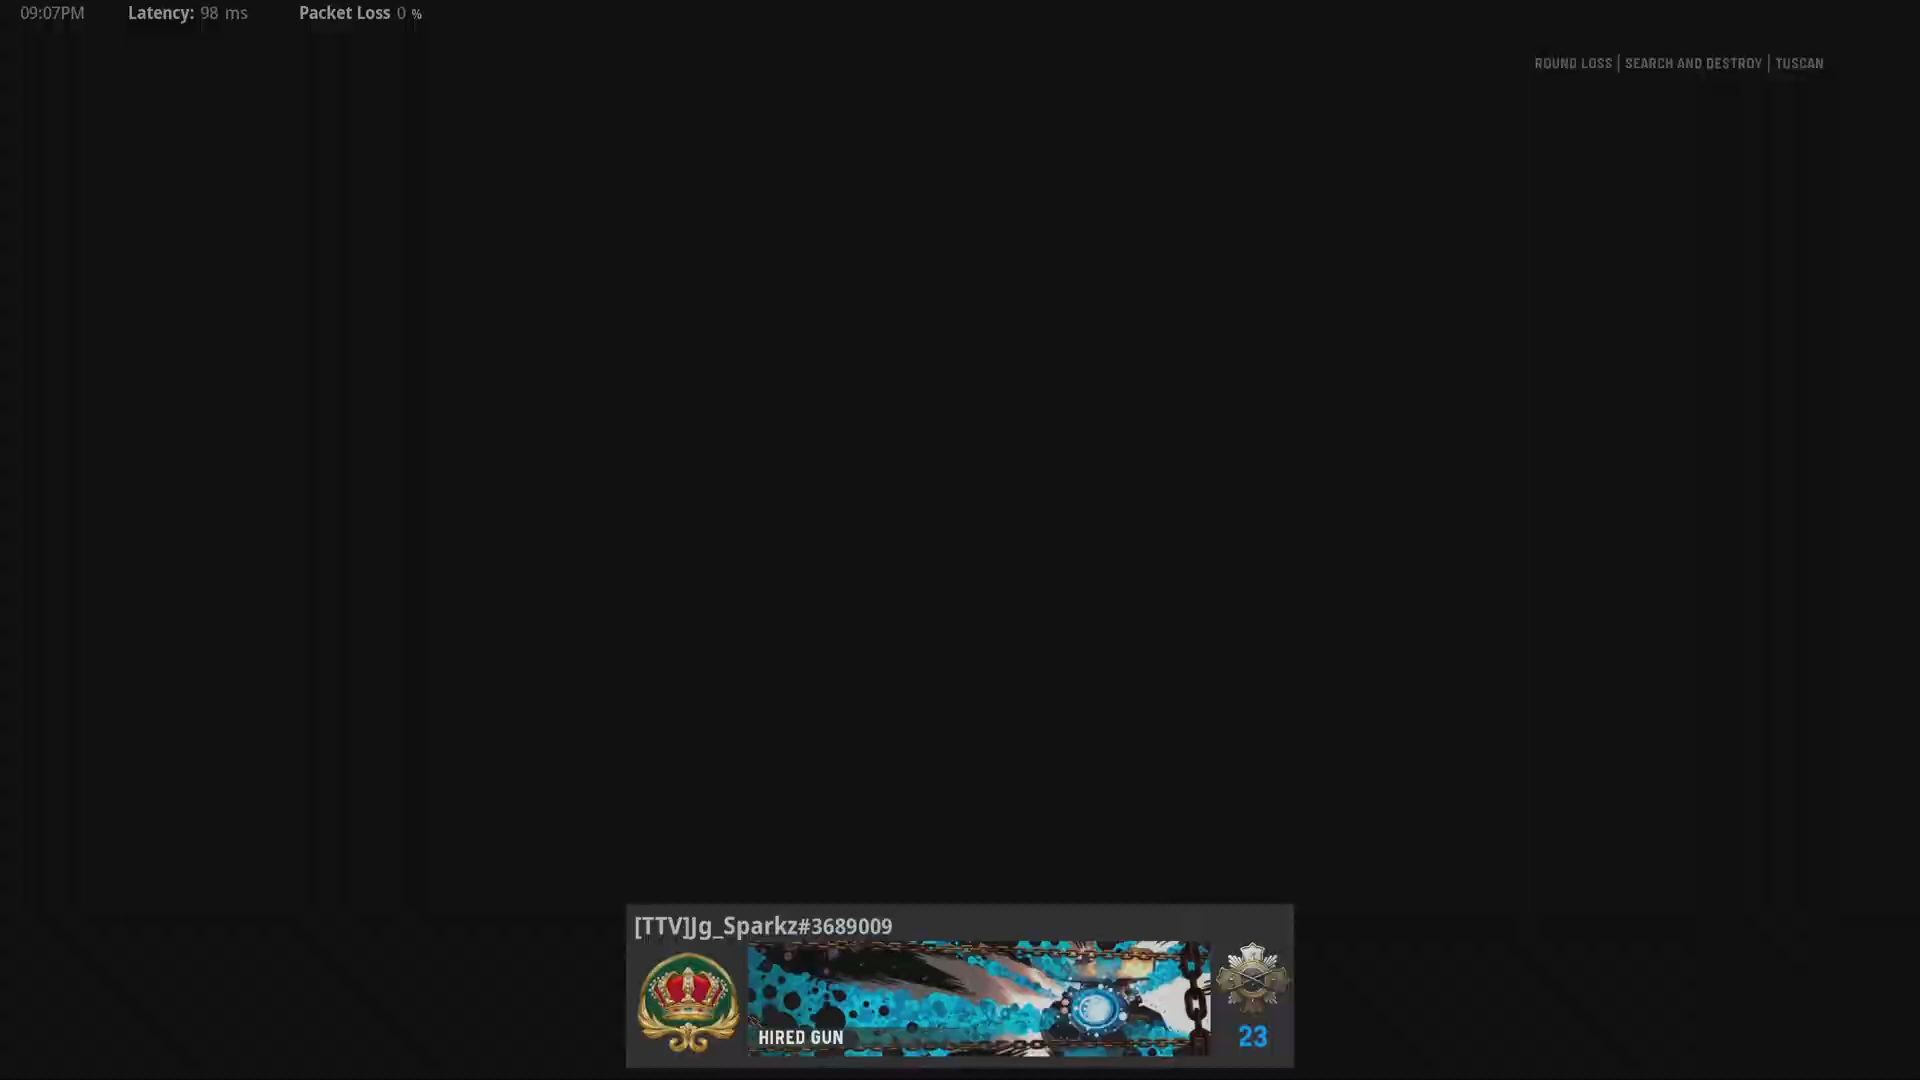 09:07PM Latency: 98 ms Packet Loss 0 %
ROUND LOSS | SEARCH AND DESTROY | TUSCAN
[TTV]Jg_Sparkz#3689009
HIRED GUN
23